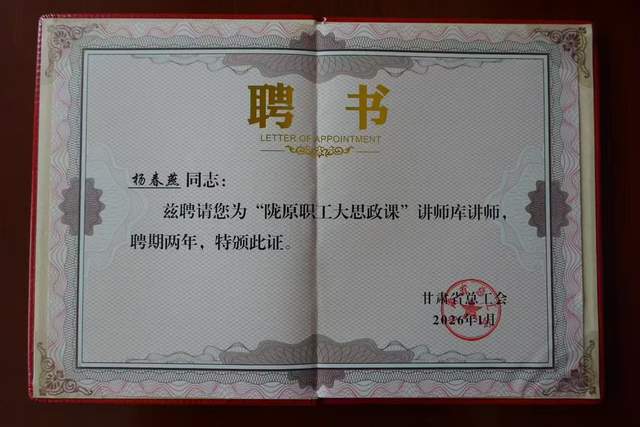 聘 书
LETTER OF APPOINTMENT
杨春燕 同志：
兹聘请您为“陇原职工大思政课”讲师库讲师，
聘期两年，特颁此证。
甘肃省总工会
2026年1月